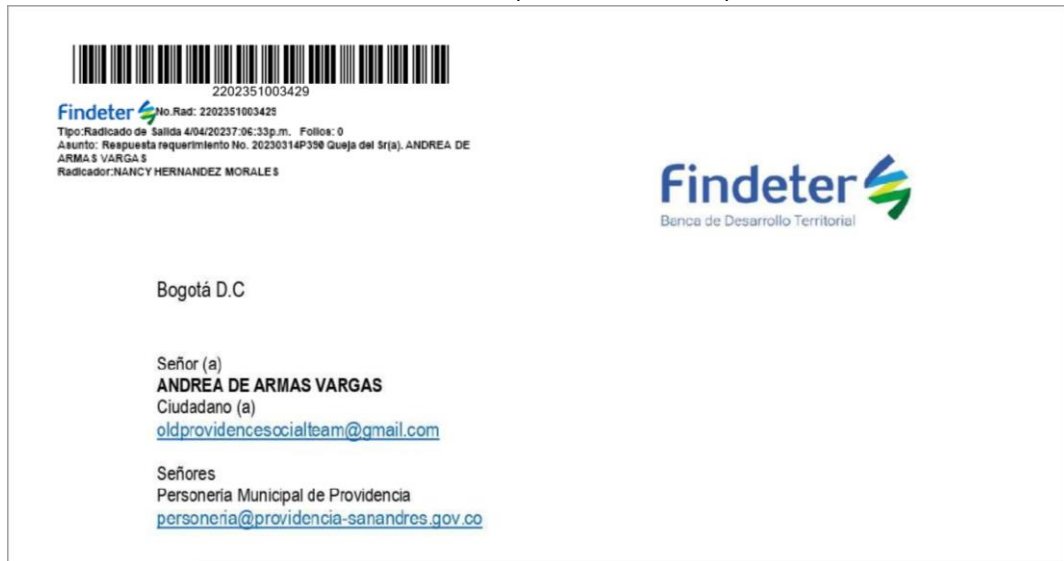 2202351003429
Findeter No.Rad: 2202351003429
Tipo:Radicado de Salida 4/04/20237:06:33p.m. Folios: 0
Asunto: Respuesta requerimiento No. 20230314P390 Queja del Sr(a). ANDREA DE
ARMAS VARGAS
Radicador:NANCY HERNANDEZ MORALES
Findeter
Banca de Desarrollo Territorial
Bogotá D.C
Señor (a)
ANDREA DE ARMAS VARGAS
Ciudadano (a)
oldprovidencesocialteam@gmail.com
Señores
Personería Municipal de Providencia
personeria@providencia-sanandres.gov.co